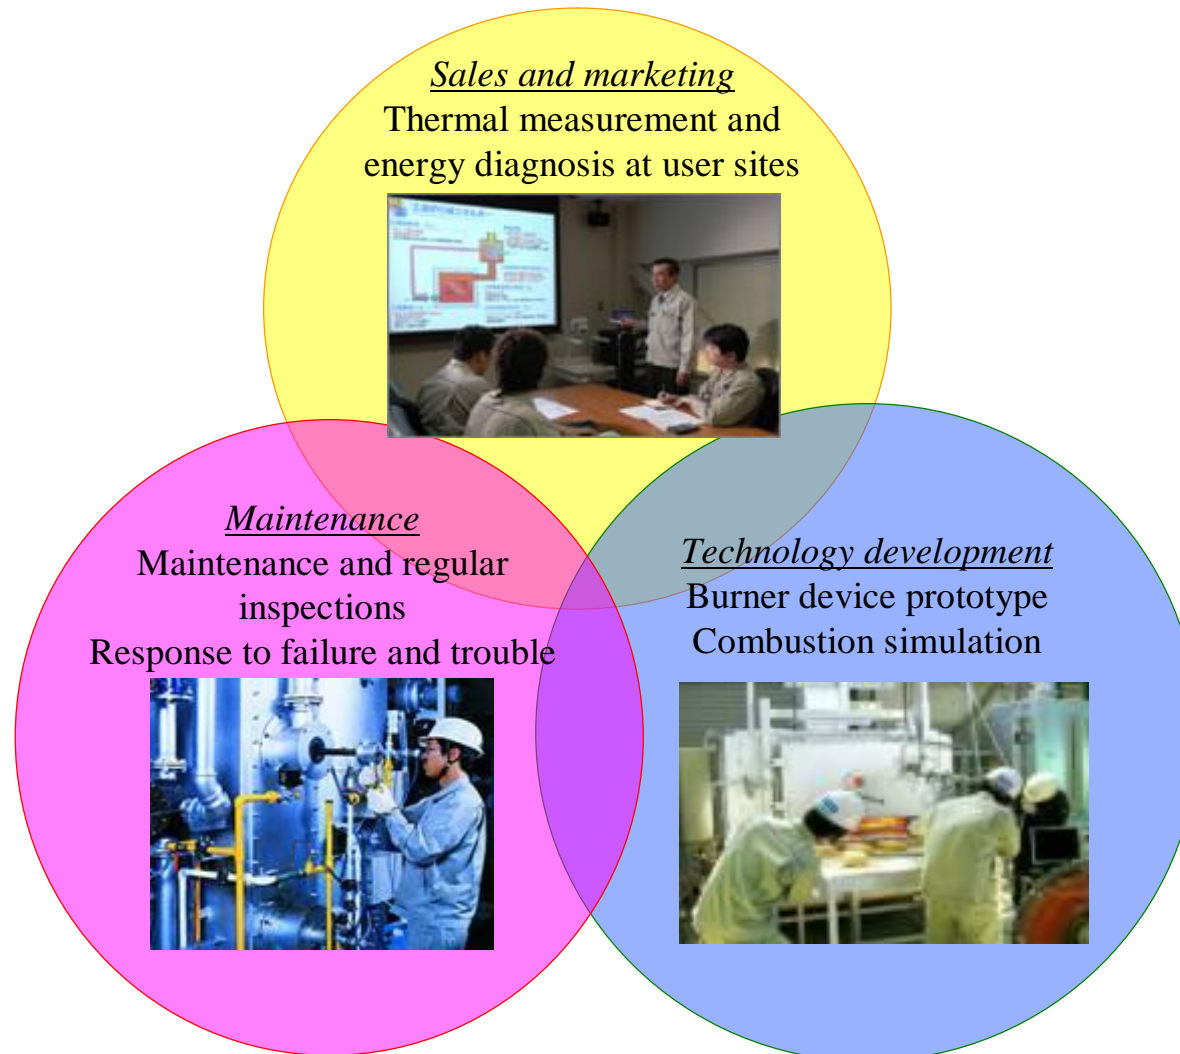 Sales and marketing
Thermal measurement and
energy diagnosis at user sites
Maintenance
Maintenance and regular
inspections
Response to failure and trouble
Technology development
Burner device prototype
Combustion simulation